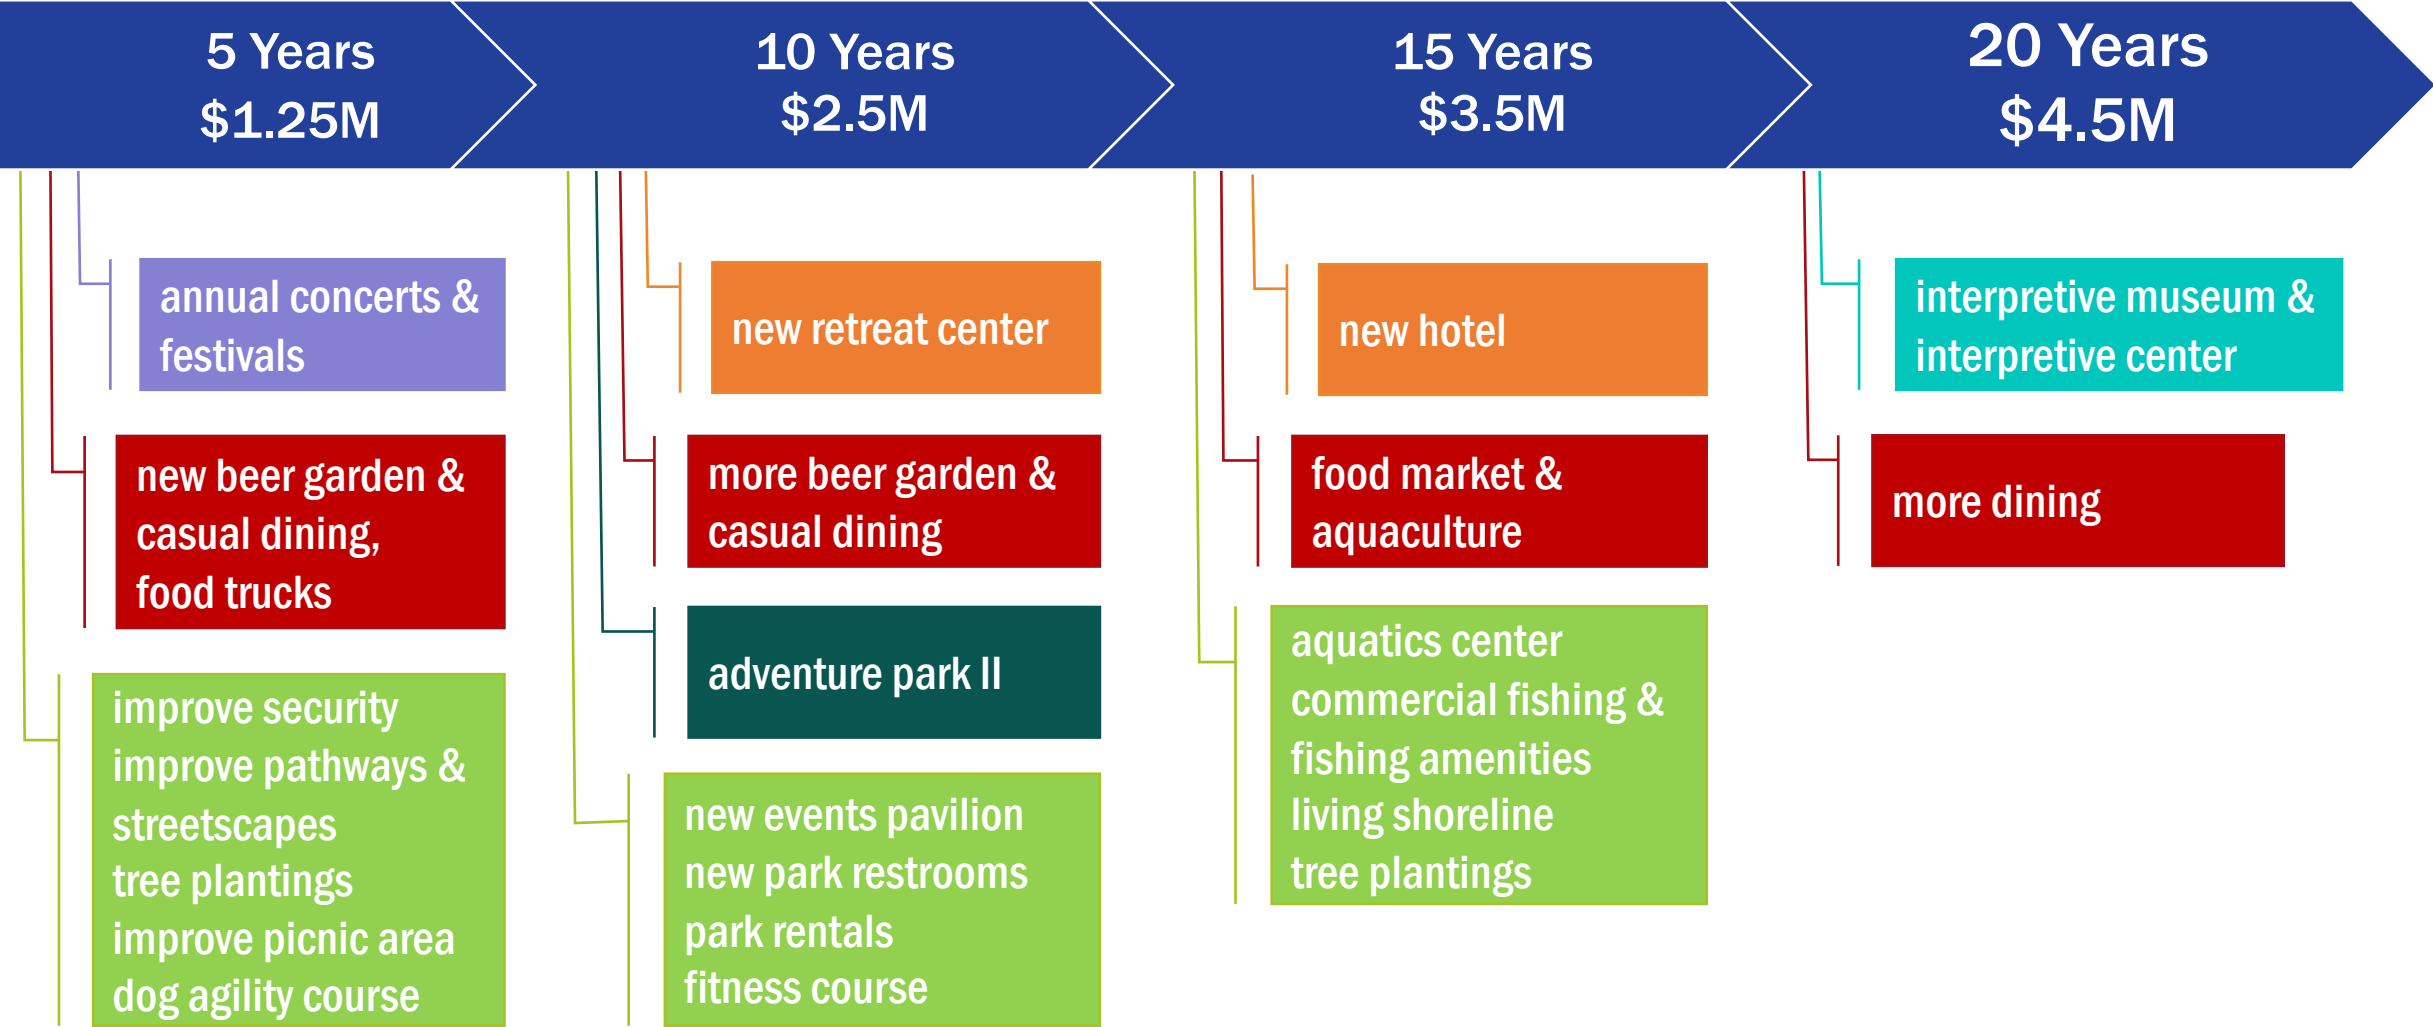 5 Years
$1.25M
10 Years
$2.5M
15 Years
$3.5M
20 Years
$4.5M
annual concerts &
festivals
new beer garden &
casual dining,
food trucks
improve security
improve pathways &
streetscapes
tree plantings
improve picnic area
dog agility course
new retreat center
more beer garden &
casual dining
adventure park II
new events pavilion
new park restrooms
park rentals
fitness course
new hotel
food market &
aquaculture
aquatics center
commercial fishing &
fishing amenities
living shoreline
tree plantings
interpretive museum &
interpretive center
more dining